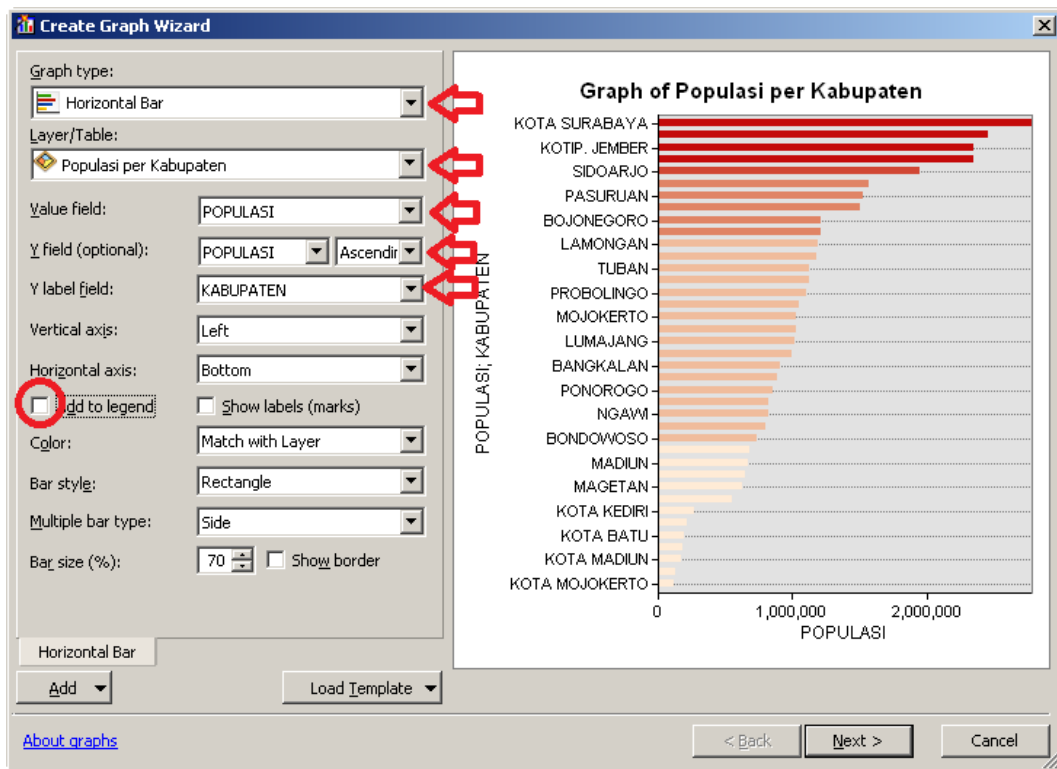 Create Graph Wizard
Graph type:
Horizontal Bar
Layer/Table:
Populasi per Kabupaten
Value field:
POPULASI
Y field (optional):
POPULASI
Ascendir
Y label field:
KABUPATEN
Vertical axis:
Left
Horizontal axis:
Bottom
Add to legend
Show labels (marks)
Color:
Match with Layer
Bar style:
Rectangle
Multiple bar type:
Side
Bar size (%):
70
Show border
Horizontal Bar
Add
Load Template
Graph of Populasi per Kabupaten
POPULASI; KABUPATEN
KOTA SURABAYA
KOTIP. JEMBER
SIDOARJO
PASURUAN
BOJONEGORO
LAMONGAN
TUBAN
PROBOLINGO
MOJOKERTO
LUMAJANG
BANGKALAN
PONOROGO
NGAWI
BONDOWOSO
MADIUN
MAGETAN
KOTA KEDIRI
KOTA BATU
KOTA MADIUN
KOTA MOJOKERTO
0 1,000,000 2,000,000
POPULASI
About graphs
< Back
Next >
Cancel